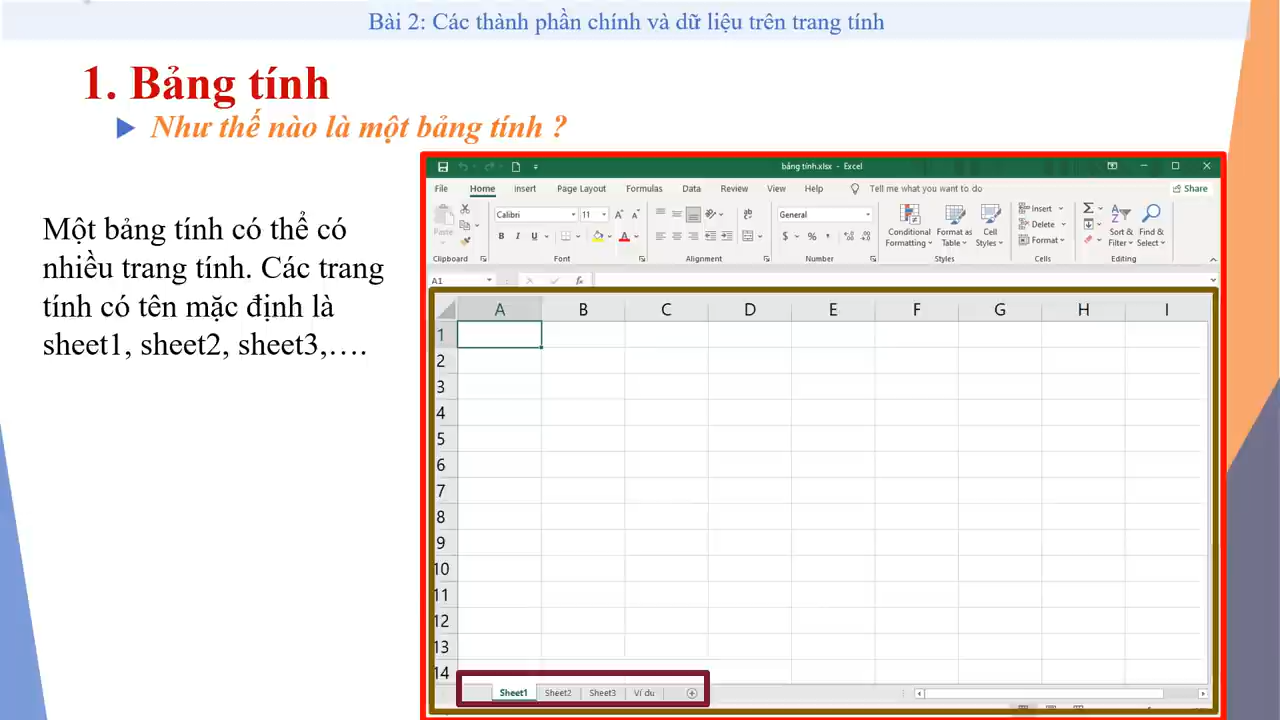 Bài 2: Các thành phần chính và dữ liệu trên trang tính
1. Bảng tính
Như thế nào là một bảng tính ?
Một bảng tính có thể có
nhiều trang tính. Các trang
tính có tên mặc định là
sheet1, sheet2, sheet3,….
bảng tính.xlsx - Excel
File Home Insert Page Layout Formulas Data Review View Help Tell me what you want to do Share
Paste
Calibri 11
B I U
General
$ %
Conditional Formatting
Format as Table
Cell Styles
Insert
Delete
Format
Sort & Filter
Find & Select
Clipboard Font Alignment Number Styles Cells Editing
A1 fx
A B C D E F G H I
1
2
3
4
5
6
7
8
9
10
11
12
13
14
Sheet1 Sheet2 Sheet3 Ví du